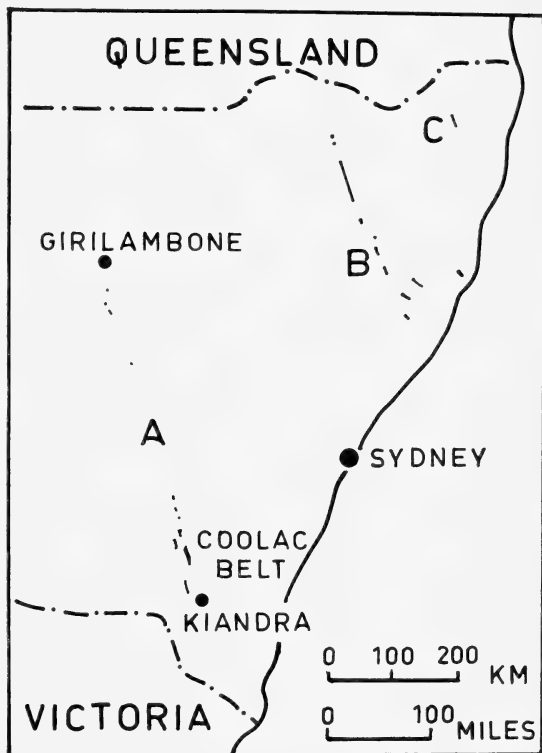 QUEENSLAND
C
GIRILAMBONE
B
A
SYDNEY
COOLAC
BELT
KIANDRA
0 100 200
KM
VICTORIA
0 100
MILES